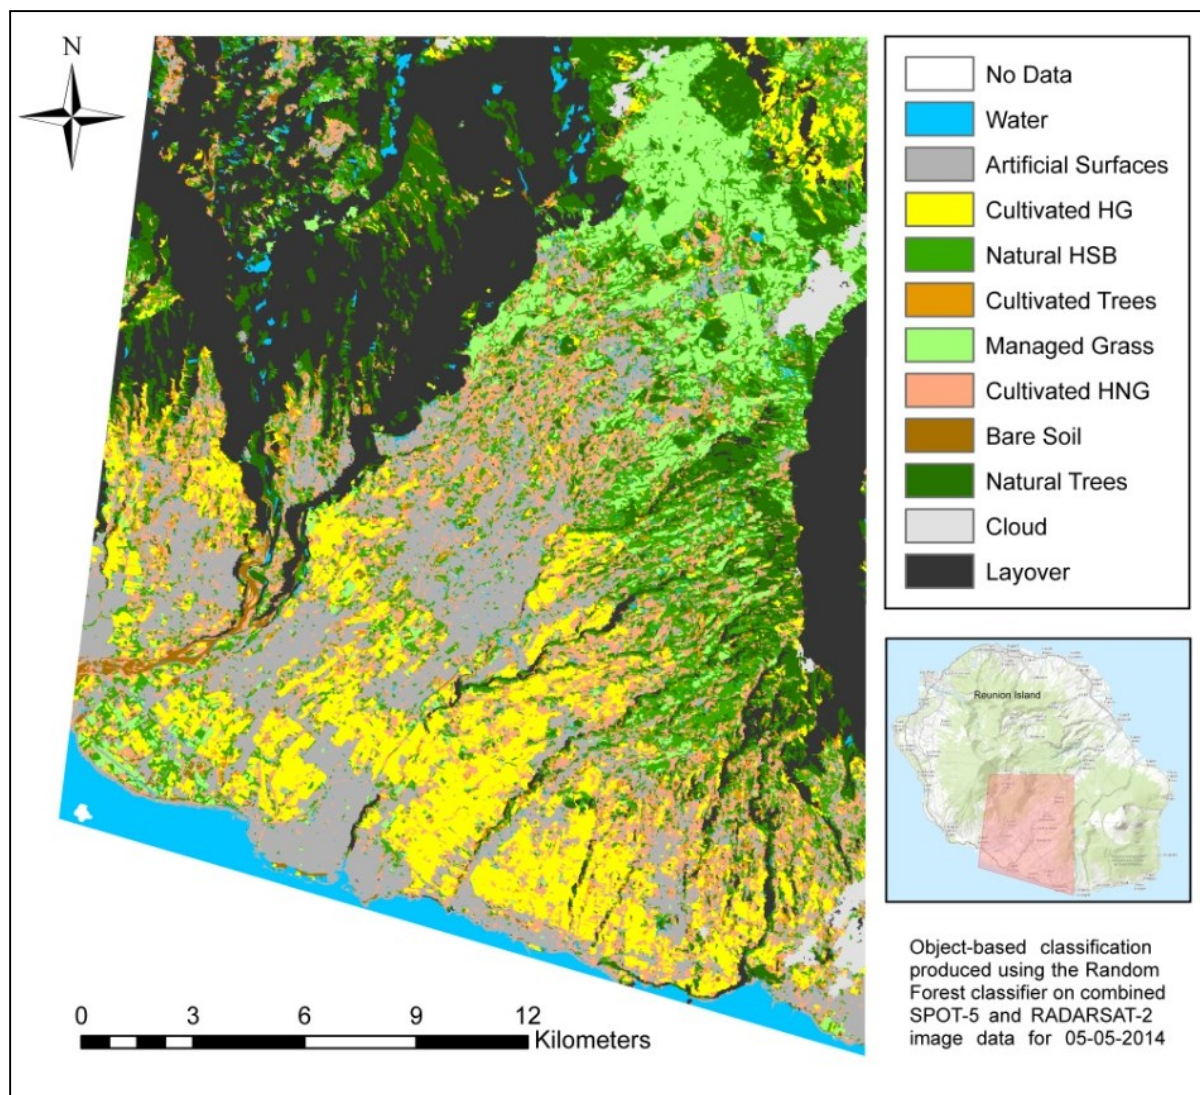 N
No Data
Water
Artificial Surfaces
Cultivated HG
Natural HSB
Cultivated Trees
Managed Grass
Cultivated HNG
Bare Soil
Natural Trees
Cloud
Layover
Reunion Island
0 3 6 9 12
Kilometers
Object-based classification
produced using the Random
Forest classifier on combined
SPOT-5 and RADARSAT-2
image data for 05-05-2014